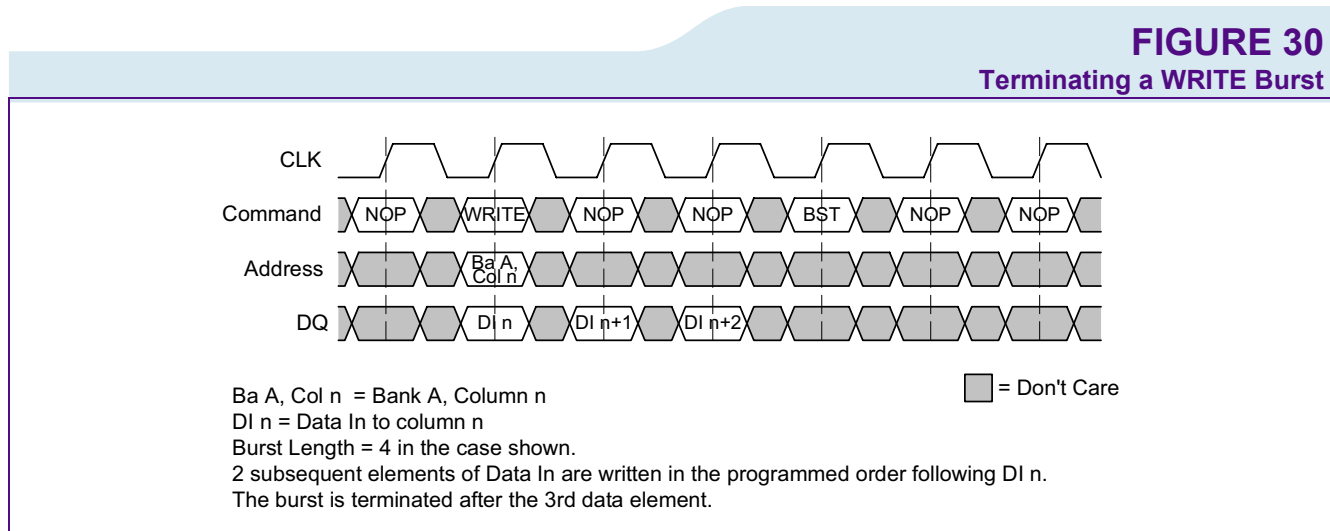 FIGURE 30
Terminating a WRITE Burst
CLK
Command NOP WRITE NOP NOP BST NOP NOP
Address Ba A, Col n
DQ DI n DI n+1 DI n+2
Ba A, Col n = Bank A, Column n
= Don't Care
DI n = Data In to column n
Burst Length = 4 in the case shown.
2 subsequent elements of Data In are written in the programmed order following DI n.
The burst is terminated after the 3rd data element.